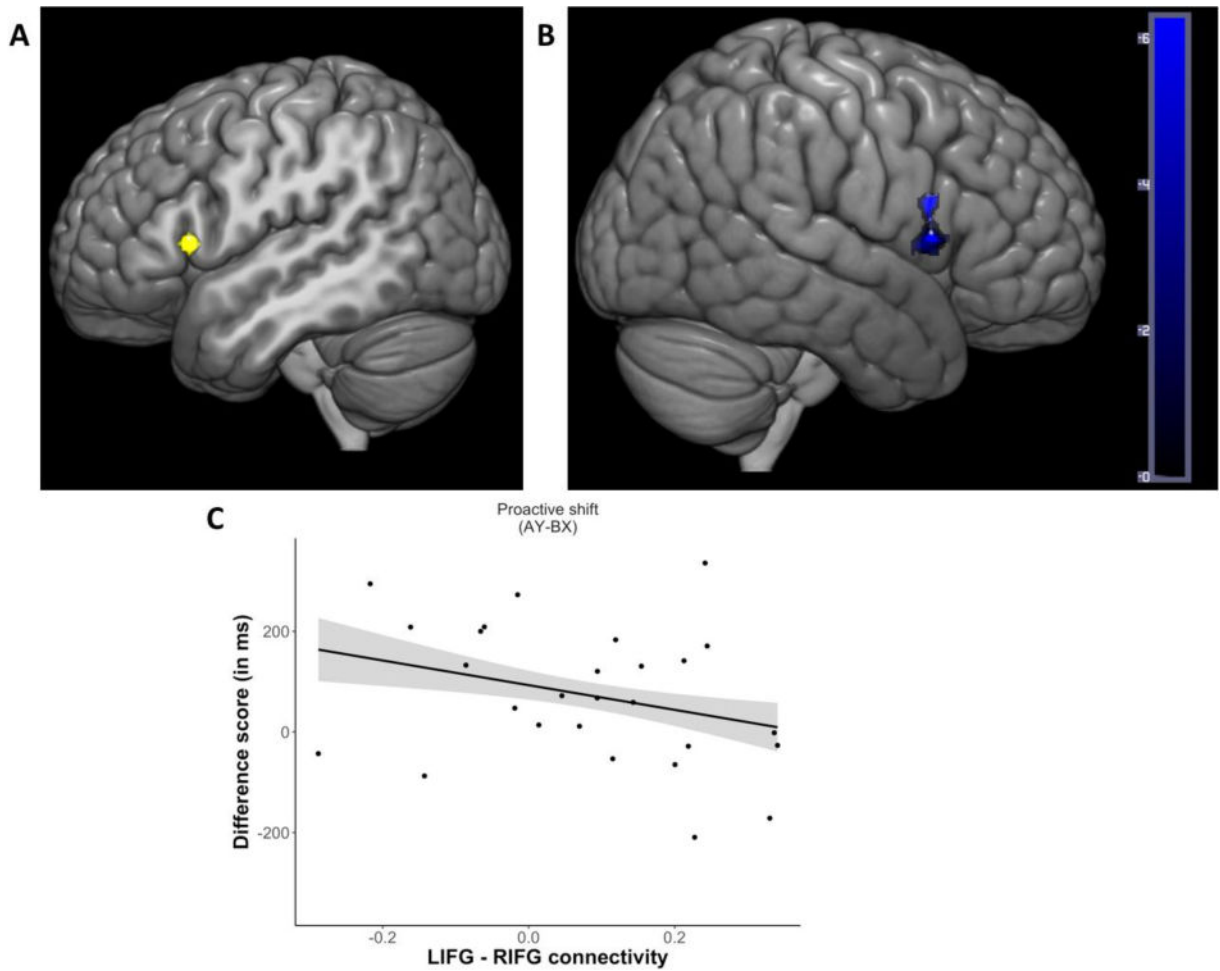 A
B
-6
-4
-2
-0
C
Proactive shift
(AY-BX)
Difference score (in ms)
200
0
-200
-0.2
0.0
0.2
LIFG - RIFG connectivity